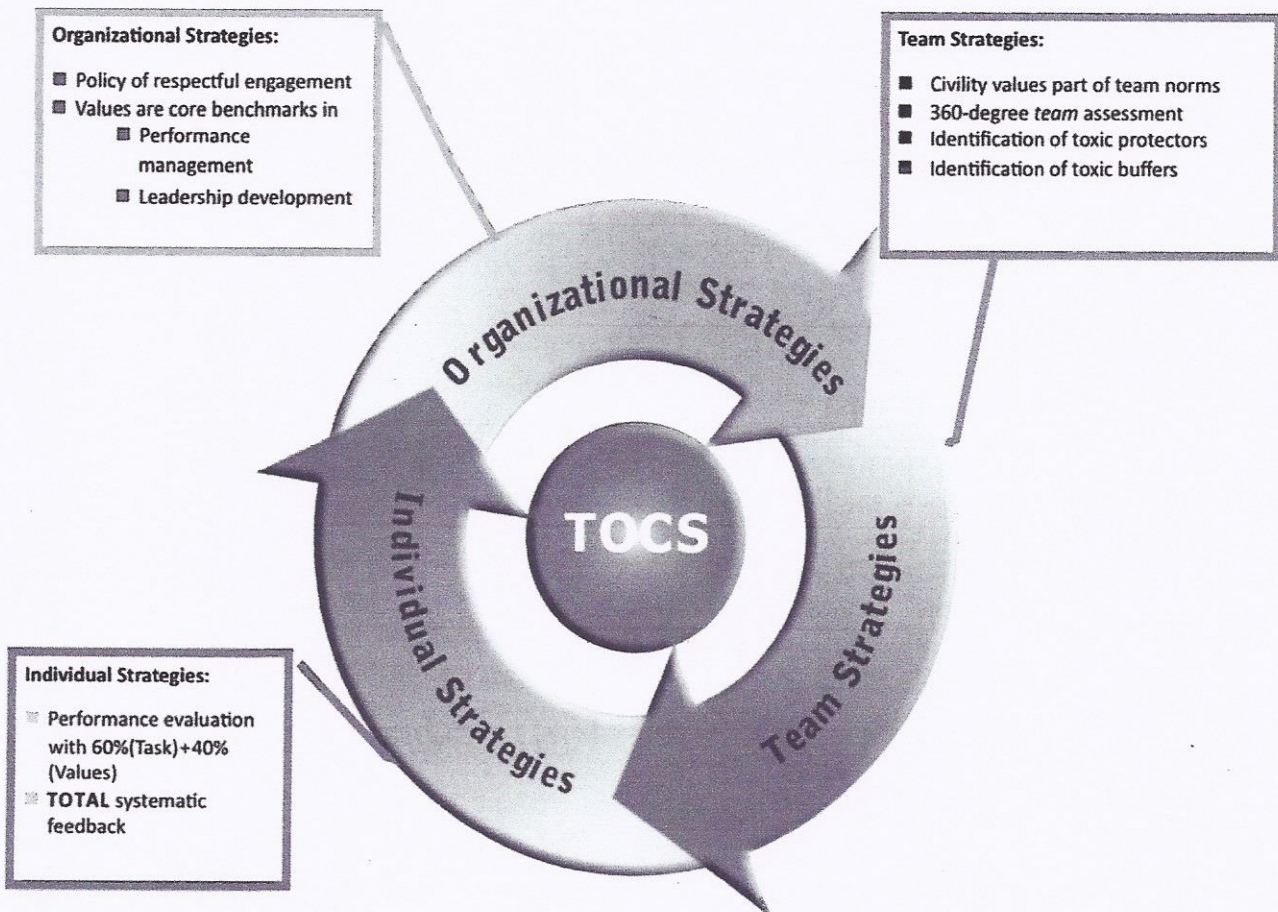 Organizational Strategies:
■ Policy of respectful engagement
■ Values are core benchmarks in
■ Performance
management
■ Leadership development
Team Strategies:
■ Civility values part of team norms
■ 360-degree team assessment
■ Identification of toxic protectors
■ Identification of toxic buffers
Organizational Strategies
TOCS
Individual Strategies
Team Strategies
Individual Strategies:
■ Performance evaluation
with 60%(Task)+40%
(Values)
■ TOTAL systematic
feedback